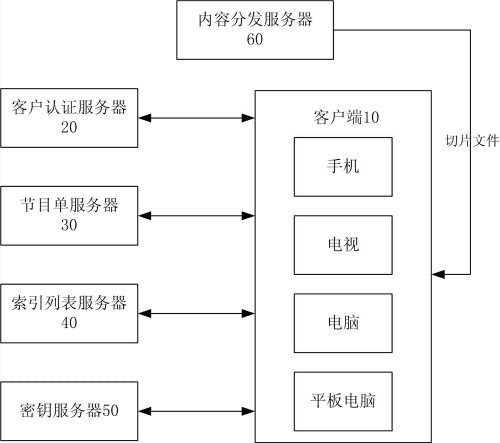 内容分发服务器
60
客户认证服务器
20
节目单服务器
30
索引列表服务器
40
密钥服务器50
客户端10
手机
电视
电脑
平板电脑
切片文件